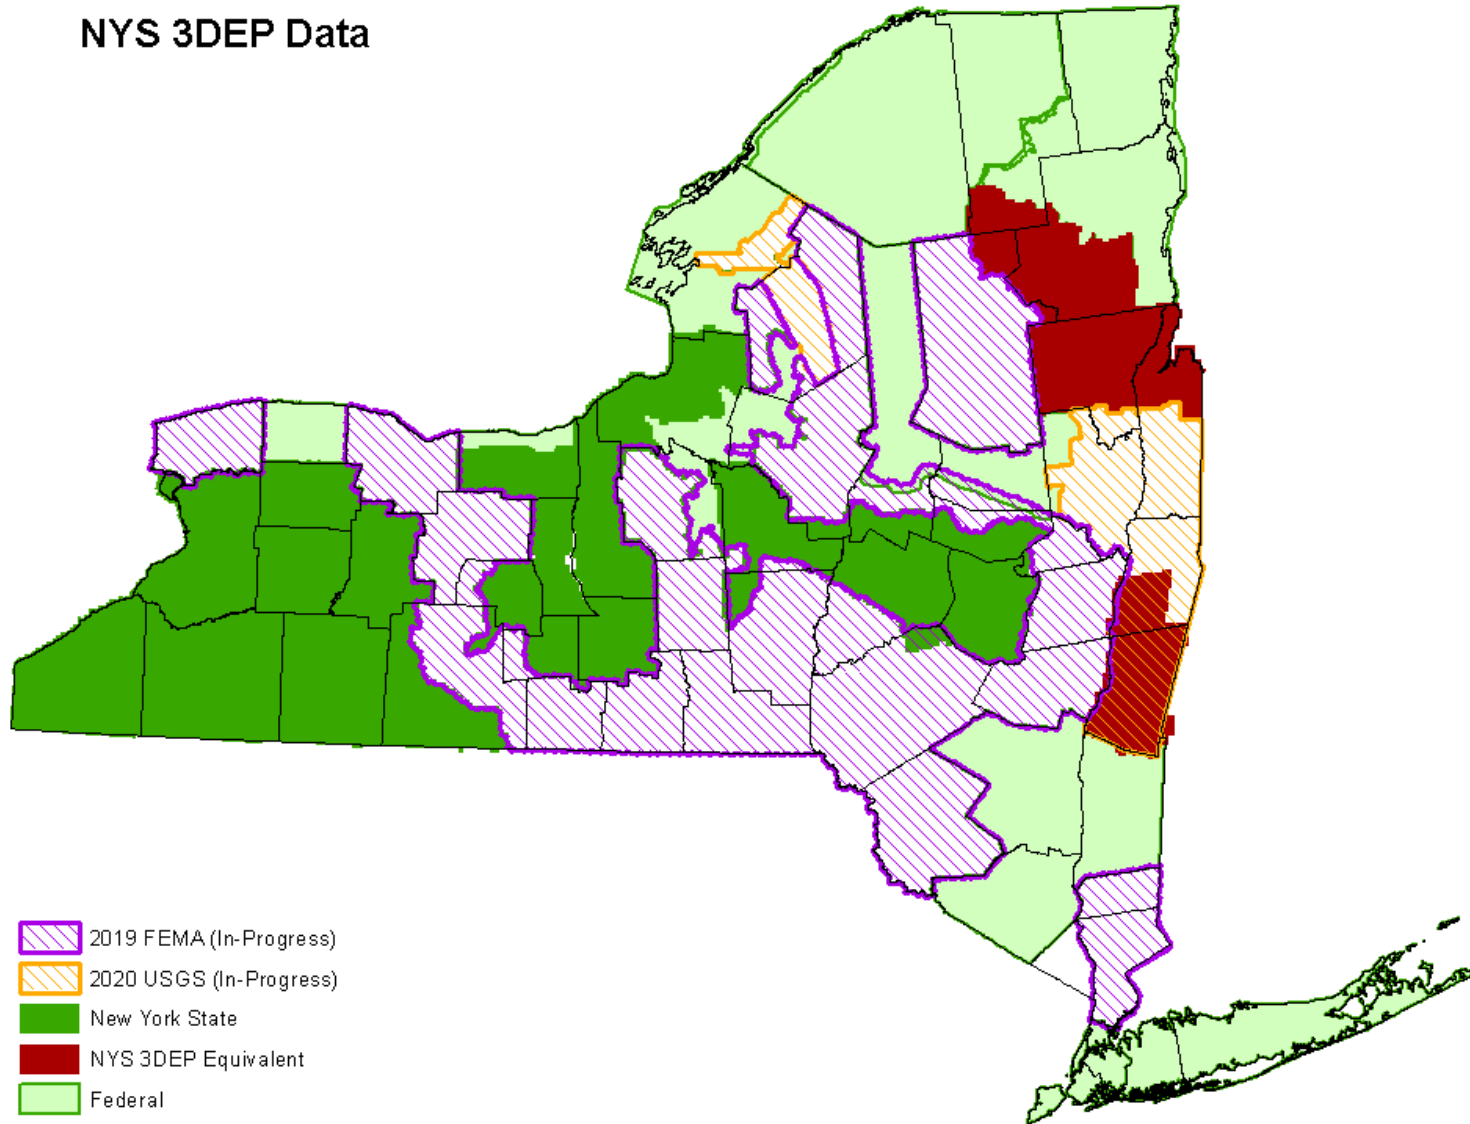 NYS 3DEP Data
2019 FEMA (In-Progress)
2020 USGS (In-Progress)
New York State
NYS 3DEP Equivalent
Federal